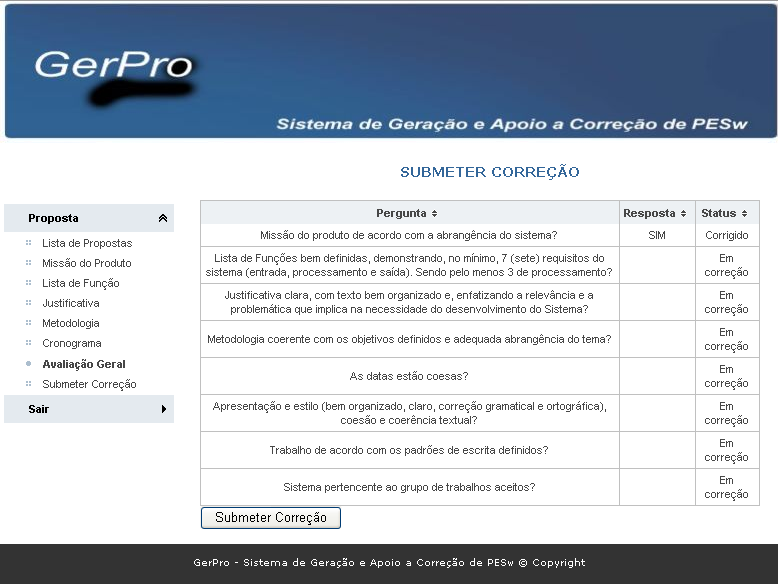 GerPro
Sistema de Geração e Apoio a Correção de PESw
SUBMETER CORREÇÃO
Proposta
Lista de Propostas
Missão do Produto
Lista de Função
Justificativa
Metodologia
Cronograma
Avaliação Geral
Submeter Correção
Sair
Pergunta Resposta Status
Missão do produto de acordo com a abrangência do sistema? SIM Corrigido
Lista de Funções bem definidas, demonstrando, no mínimo, 7 (sete) requisitos do
sistema (entrada, processamento e saída). Sendo pelo menos 3 de processamento?
Em
correção
Justificativa clara, com texto bem organizado e, enfatizando a relevância e a
problemática que implica na necessidade do desenvolvimento do Sistema?
Em
correção
Metodologia coerente com os objetivos definidos e adequada abrangência do tema?
Em
correção
As datas estão coesas?
Em
correção
Apresentação e estilo (bem organizado, claro, correção gramatical e ortográfica),
coesão e coerência textual?
Em
correção
Trabalho de acordo com os padrões de escrita definidos?
Em
correção
Sistema pertencente ao grupo de trabalhos aceitos?
Em
correção
Submeter Correção
GerPro - Sistema de Geração e Apoio a Correção de PESw © Copyright